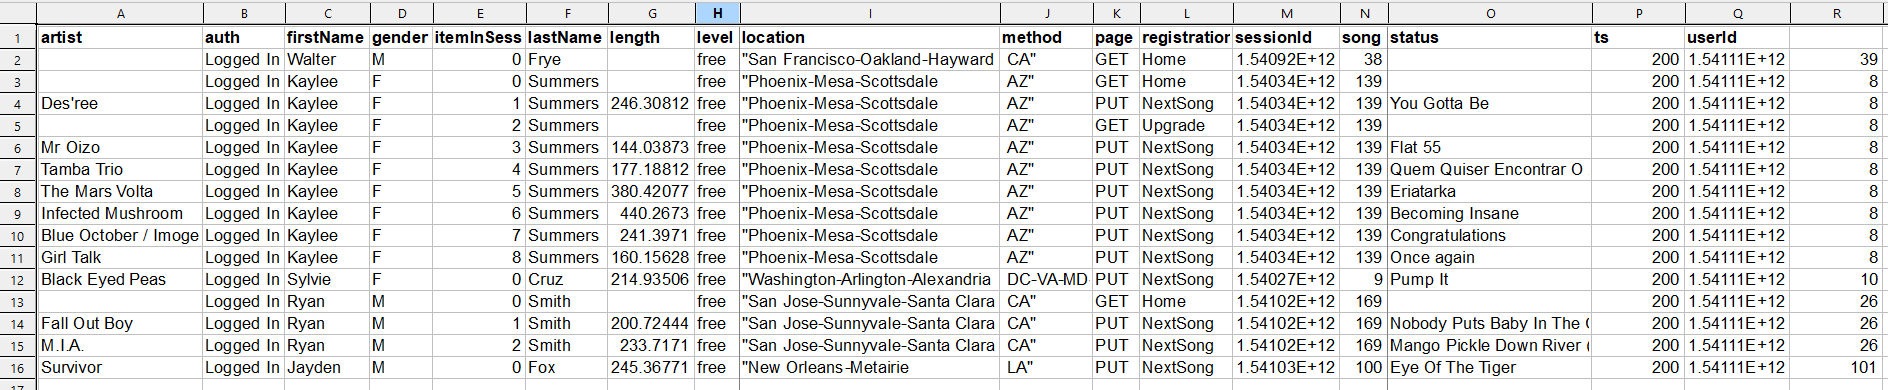 A B C D E F G H I J K L M N O P Q R
1 artist auth firstName gender itemInSess lastName length level location method page registration sessionId song status ts userId
2 Logged In Walter M 0 Frye free "San Francisco-Oakland-Hayward CA" GET Home 1.54092E+12 38 200 1.54111E+12 39
3 Logged In Kaylee F 0 Summers free "Phoenix-Mesa-Scottsdale AZ" GET Home 1.54034E+12 139 200 1.54111E+12 8
4 Des'ree Logged In Kaylee F 1 Summers 246.30812 free "Phoenix-Mesa-Scottsdale AZ" PUT NextSong 1.54034E+12 139 You Gotta Be 200 1.54111E+12 8
5 Logged In Kaylee F 2 Summers free "Phoenix-Mesa-Scottsdale AZ" GET Upgrade 1.54034E+12 139 200 1.54111E+12 8
6 Mr Oizo Logged In Kaylee F 3 Summers 144.03873 free "Phoenix-Mesa-Scottsdale AZ" PUT NextSong 1.54034E+12 139 Flat 55 200 1.54111E+12 8
7 Tamba Trio Logged In Kaylee F 4 Summers 177.18812 free "Phoenix-Mesa-Scottsdale AZ" PUT NextSong 1.54034E+12 139 Quem Quiser Encontrar O 200 1.54111E+12 8
8 The Mars Volta Logged In Kaylee F 5 Summers 380.42077 free "Phoenix-Mesa-Scottsdale AZ" PUT NextSong 1.54034E+12 139 Eriatarka 200 1.54111E+12 8
9 Infected Mushroom Logged In Kaylee F 6 Summers 440.2673 free "Phoenix-Mesa-Scottsdale AZ" PUT NextSong 1.54034E+12 139 Becoming Insane 200 1.54111E+12 8
10 Blue October / Imoge Logged In Kaylee F 7 Summers 241.3971 free "Phoenix-Mesa-Scottsdale AZ" PUT NextSong 1.54034E+12 139 Congratulations 200 1.54111E+12 8
11 Girl Talk Logged In Kaylee F 8 Summers 160.15628 free "Phoenix-Mesa-Scottsdale AZ" PUT NextSong 1.54034E+12 139 Once again 200 1.54111E+12 8
12 Black Eyed Peas Logged In Sylvie F 0 Cruz 214.93506 free "Washington-Arlington-Alexandria DC-VA-MD PUT NextSong 1.54027E+12 9 Pump It 200 1.54111E+12 10
13 Logged In Ryan M 0 Smith free "San Jose-Sunnyvale-Santa Clara CA" GET Home 1.54102E+12 169 200 1.54111E+12 26
14 Fall Out Boy Logged In Ryan M 1 Smith 200.72444 free "San Jose-Sunnyvale-Santa Clara CA" PUT NextSong 1.54102E+12 169 Nobody Puts Baby In The 200 1.54111E+12 26
15 M.I.A. Logged In Ryan M 2 Smith 233.7171 free "San Jose-Sunnyvale-Santa Clara CA" PUT NextSong 1.54102E+12 169 Mango Pickle Down River ( 200 1.54111E+12 26
16 Survivor Logged In Jayden M 0 Fox 245.36771 free "New Orleans-Metairie LA" PUT NextSong 1.54103E+12 100 Eye Of The Tiger 200 1.54111E+12 101